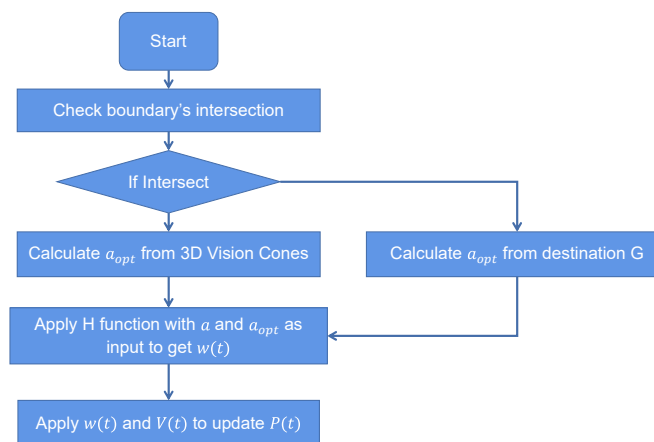 Start
Check boundary's intersection
If Intersect
Calculate a_opt from 3D Vision Cones
Calculate a_opt from destination G
Apply H function with a and a_opt as
input to get w(t)
Apply w(t) and V(t) to update P(t)